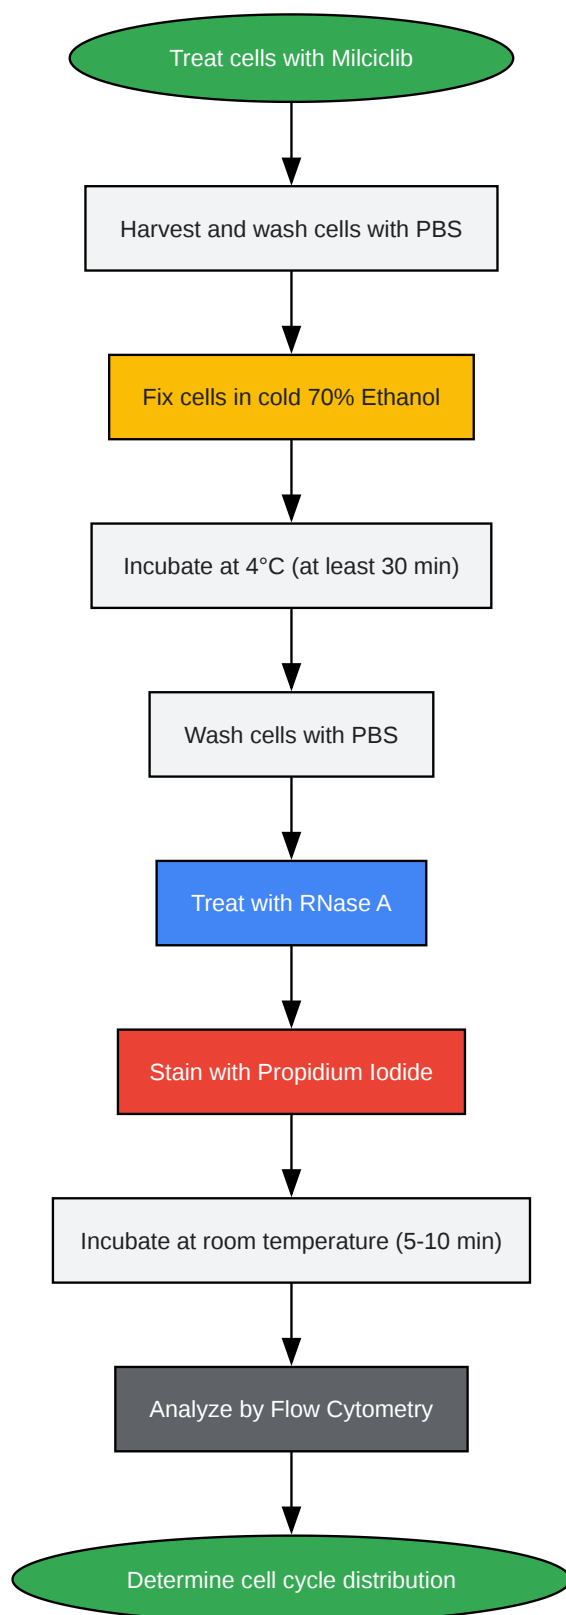 Treat cells with Milciclib
Harvest and wash cells with PBS
Fix cells in cold 70% Ethanol
Incubate at 4°C (at least 30 min)
Wash cells with PBS
Treat with RNase A
Stain with Propidium Iodide
Incubate at room temperature (5-10 min)
Analyze by Flow Cytometry
Determine cell cycle distribution